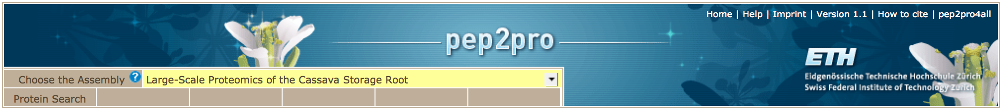 Home | Help | Imprint | Version 1.1 | How to cite | pep2pro4all
pep2pro
ETH
Eidgenössische Technische Hochschule Zürich
Swiss Federal Institute of Technology Zurich
Choose the Assembly ? Large-Scale Proteomics of the Cassava Storage Root
Protein Search